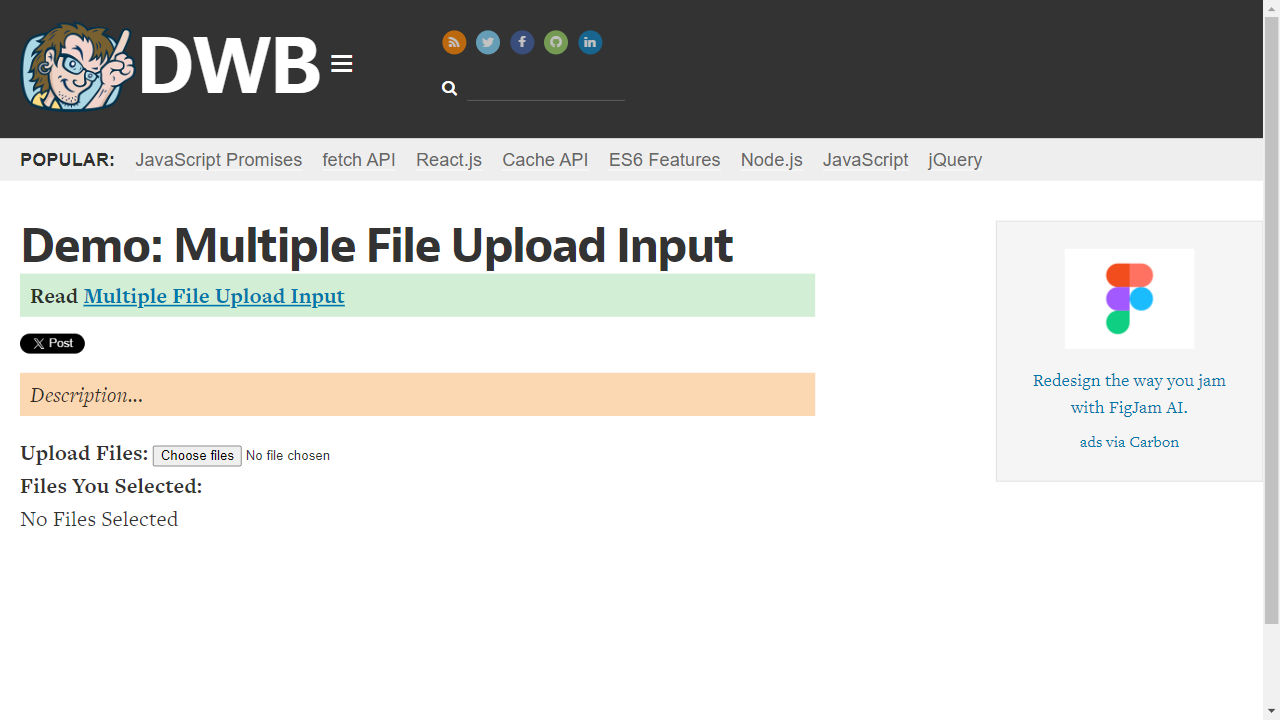 DWB
POPULAR: JavaScript Promises fetch API React.js Cache API ES6 Features Node.js JavaScript jQuery
Demo: Multiple File Upload Input
Read Multiple File Upload Input
Post
Description...
Upload Files: Choose files No file chosen
Files You Selected:
No Files Selected
Redesign the way you jam
with FigJam AI.
ads via Carbon